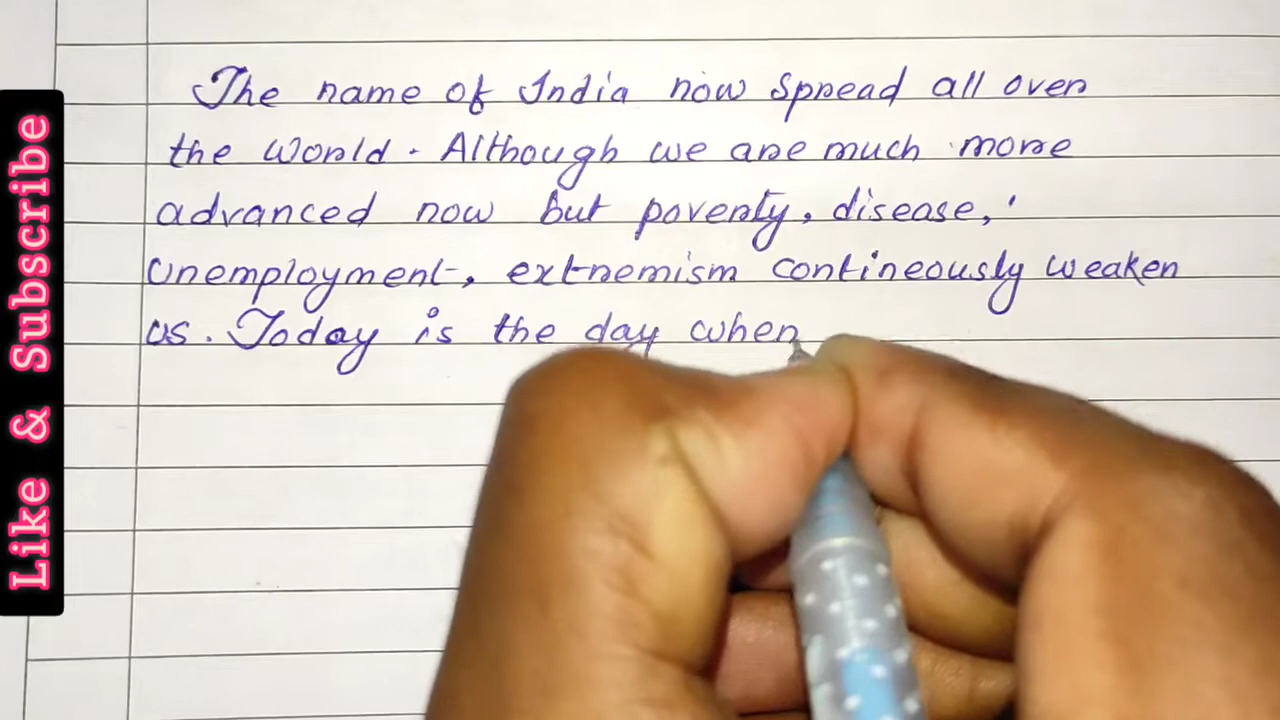 Like & Subscribe
The name of India now spread all over
the world. Although we are much more
advanced now but poverty, disease,
unemployment, extremism contineously weaken
us. Today is the day when